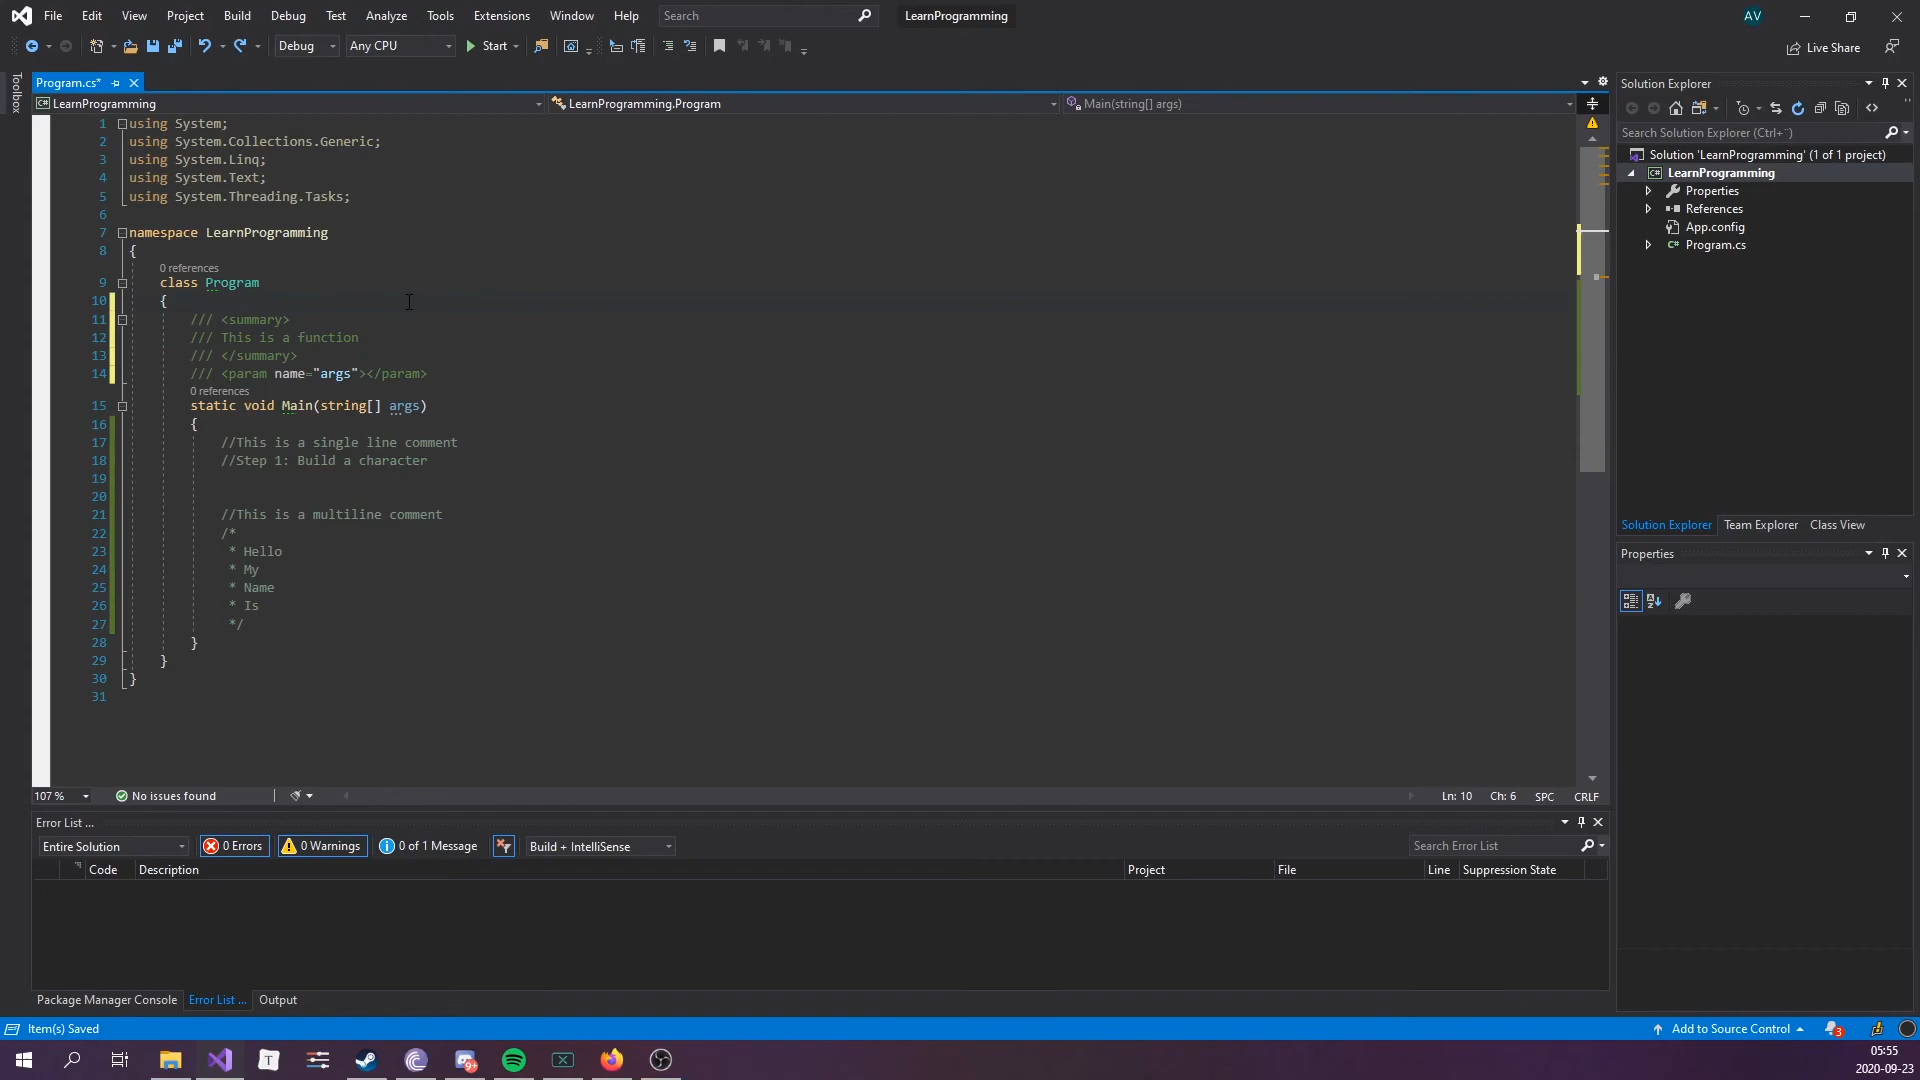 File Edit View Project Build Debug Test Analyze Tools Extensions Window Help Search LearnProgramming AV
Debug Any CPU Start Live Share
Toolbox
Program.cs*
C# LearnProgramming LearnProgramming.Program Main(string[] args)
1 using System;
2 using System.Collections.Generic;
3 using System.Linq;
4 using System.Text;
5 using System.Threading.Tasks;
6
7 namespace LearnProgramming
8 {
0 references
9 class Program
10 {
11 /// <summary>
12 /// This is a function
13 /// </summary>
14 /// <param name="args"></param>
0 references
15 static void Main(string[] args)
16 {
17 //This is a single line comment
18 //Step 1: Build a character
19
20
21 //This is a multiline comment
22 /*
23 * Hello
24 * My
25 * Name
26 * Is
27 */
28 }
29 }
30 }
31
107 % No issues found Ln: 10 Ch: 6 SPC CRLF
Error List ...
Entire Solution 0 Errors 0 Warnings 0 of 1 Message Build + IntelliSense Search Error List
Code Description Project File Line Suppression State
Package Manager Console Error List ... Output
Solution Explorer
Search Solution Explorer (Ctrl+¨)
Solution 'LearnProgramming' (1 of 1 project)
C# LearnProgramming
Properties
References
App.config
C# Program.cs
Solution Explorer Team Explorer Class View
Properties
Item(s) Saved Add to Source Control 3
T 9+
05:55
2020-09-23